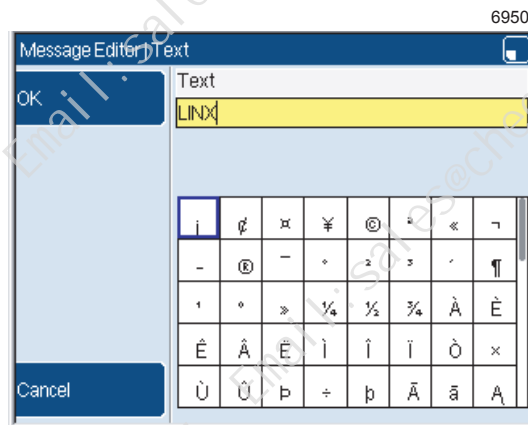 6950
Message Editor|Text
OK
Text
LINX
¡ ¢ ¤ ¥ © ª « ¬
- ® ¯ ° ² ³ ´ ¶
¹ º » ¼ ½ ¾ À È
Ê Â Ë Ì Î Ï Ò ×
Ù Û Þ ÷ þ Ā ā Ą
Cancel